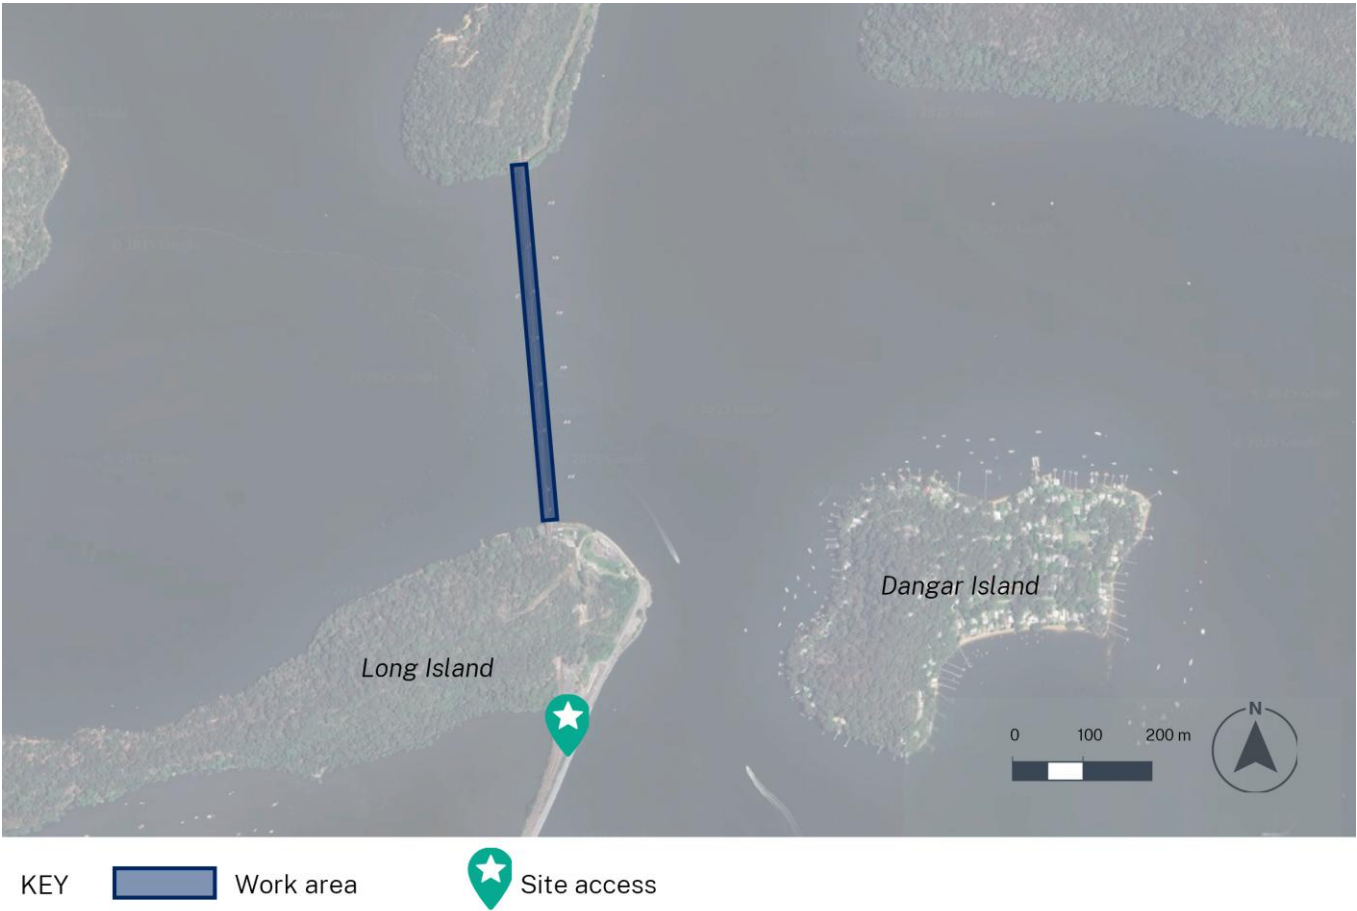 Dangar Island
Long Island
N
0 100 200 m
KEY Work area Site access